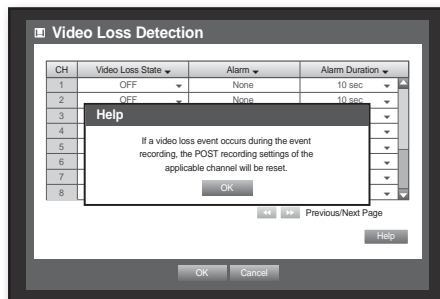 Video Loss Detection
CH Video Loss State Alarm Alarm Duration
1 OFF None 10 sec
2 OFF None 10 sec
3
Help
4
If a video loss event occurs during the event
5
recording, the POST recording settings of the
6
applicable channel will be reset.
7
OK
8
Previous/Next Page
Help
OK Cancel